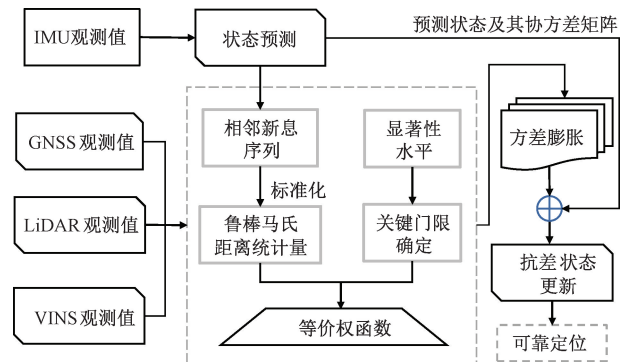 IMU观测值
状态预测
预测状态及其协方差矩阵
GNSS 观测值
LiDAR 观测值
VINS 观测值
相邻新息
序列
标准化
鲁棒马氏
距离统计量
显著性
水平
关键门限
确定
等价权函数
方差膨胀
抗差状态
更新
可靠定位